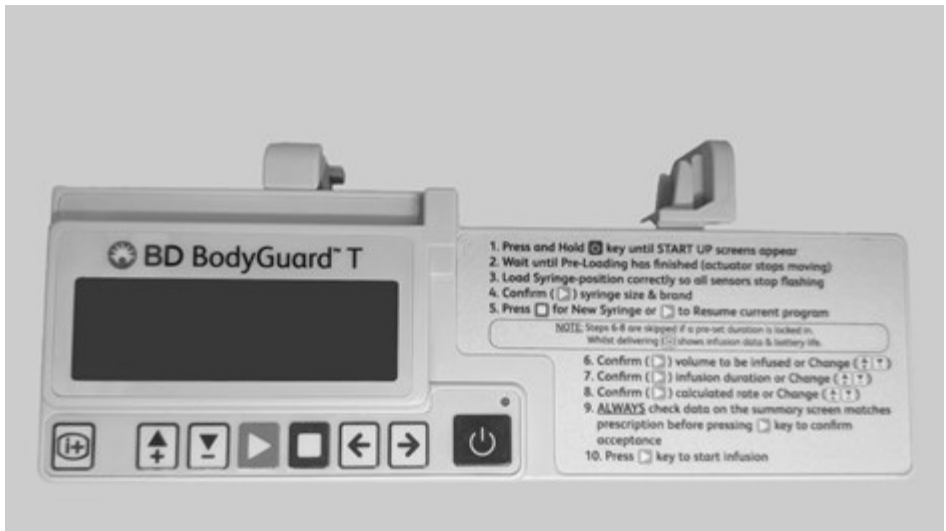 BD BodyGuard™ T
1. Press and Hold key until START UP screens appear
2. Wait until Pre-Loading has finished (actuator stops moving)
3. Load Syringe-position correctly so all sensors stop flashing
4. Confirm ( ) syringe size & brand
5. Press for New Syringe or to Resume current program
NOTE: Steps 6-8 are skipped if a pre-set duration is locked in.
Whilst delivering shows infusion data & battery life.
6. Confirm ( ) volume to be infused or Change ( )
7. Confirm ( ) infusion duration or Change ( )
8. Confirm ( ) calculated rate or Change ( )
9. ALWAYS check data on the summary screen matches
prescription before pressing key to confirm
acceptance
10. Press key to start infusion
i+
+
−